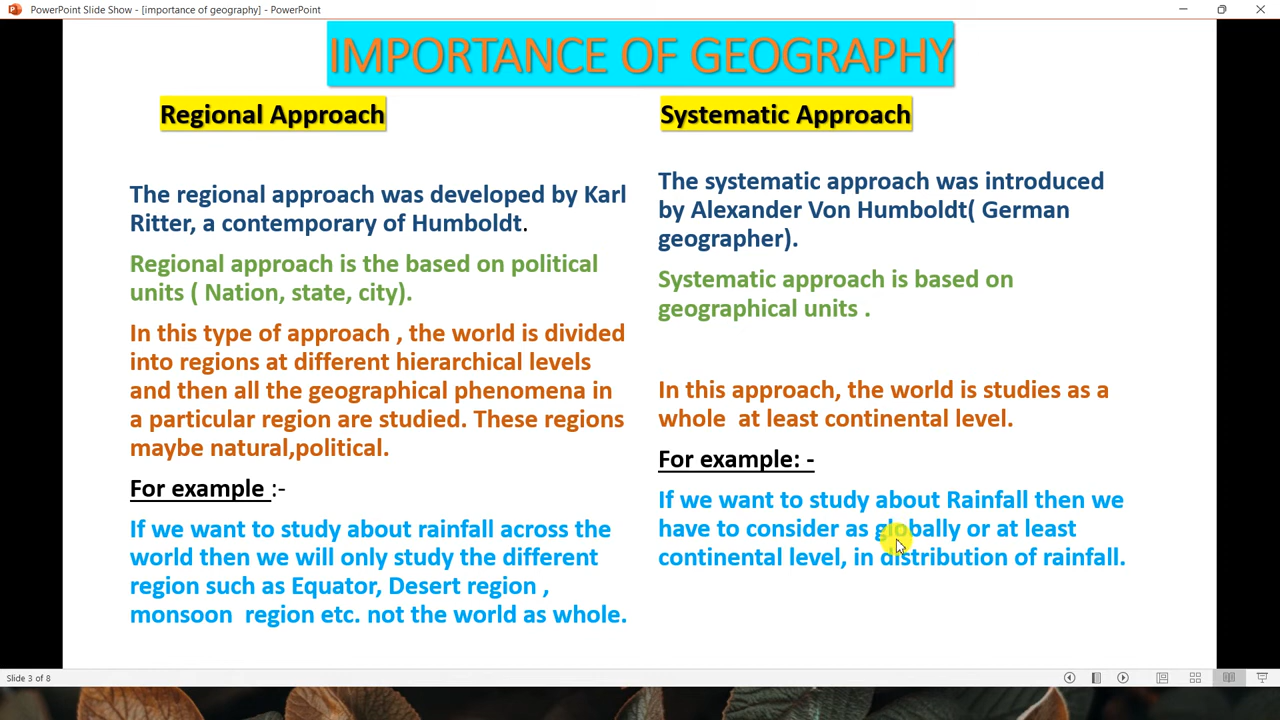 PowerPoint Slide Show - [importance of geography] - PowerPoint
IMPORTANCE OF GEOGRAPHY
Regional Approach
The regional approach was developed by Karl
Ritter, a contemporary of Humboldt.
Regional approach is the based on political
units ( Nation, state, city).
In this type of approach , the world is divided
into regions at different hierarchical levels
and then all the geographical phenomena in
a particular region are studied. These regions
maybe natural,political.
For example :-
If we want to study about rainfall across the
world then we will only study the different
region such as Equator, Desert region ,
monsoon region etc. not the world as whole.
Systematic Approach
The systematic approach was introduced
by Alexander Von Humboldt( German
geographer).
Systematic approach is based on
geographical units .
In this approach, the world is studies as a
whole at least continental level.
For example: -
If we want to study about Rainfall then we
have to consider as globally or at least
continental level, in distribution of rainfall.
Slide 3 of 8